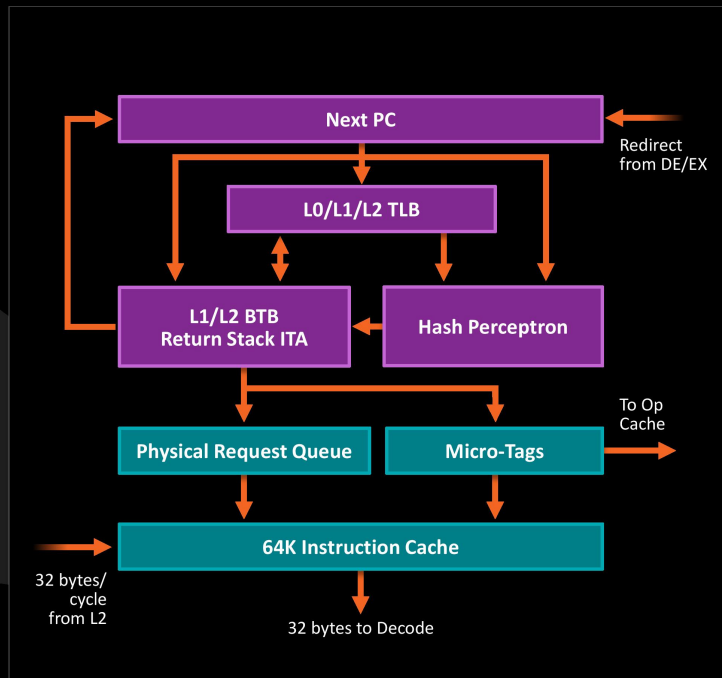 Next PC
Redirect
from DE/EX
L0/L1/L2 TLB
L1/L2 BTB
Return Stack ITA
Hash Perceptron
To Op
Cache
Physical Request Queue
Micro-Tags
64K Instruction Cache
32 bytes/
cycle
from L2
32 bytes to Decode